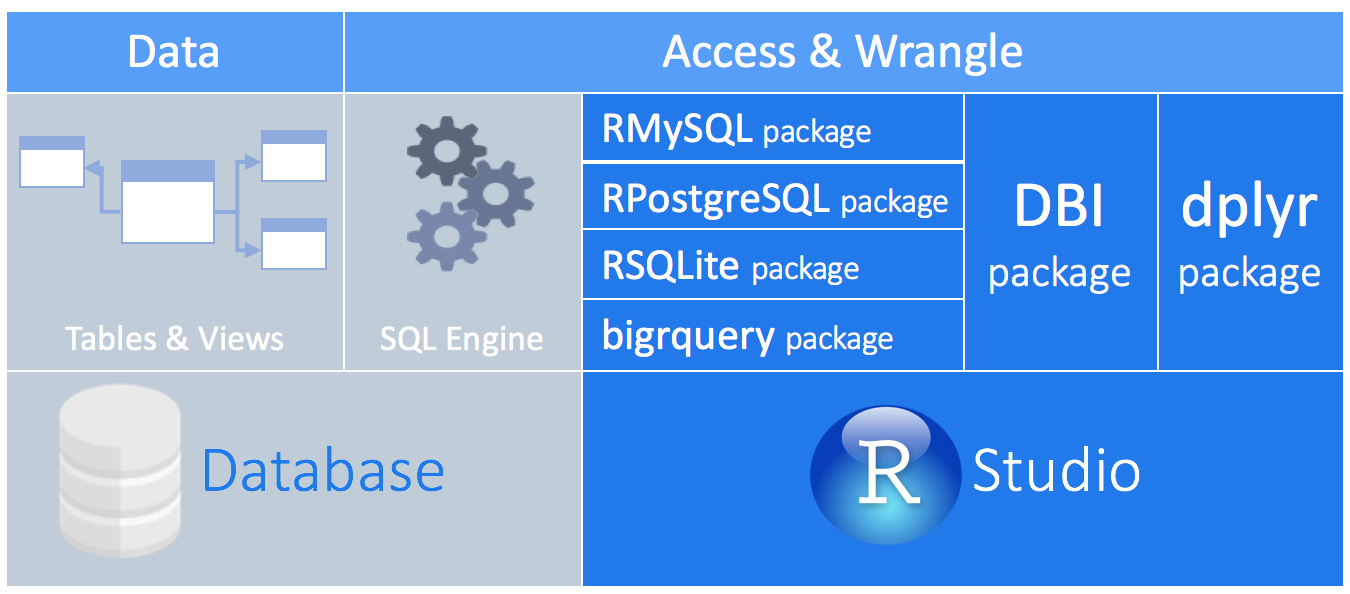 Data
Access & Wrangle
Tables & Views
SQL Engine
RMySQL package
RPostgreSQL package
RSQLite package
bigrquery package
DBI
package
dplyr
package
Database
R Studio